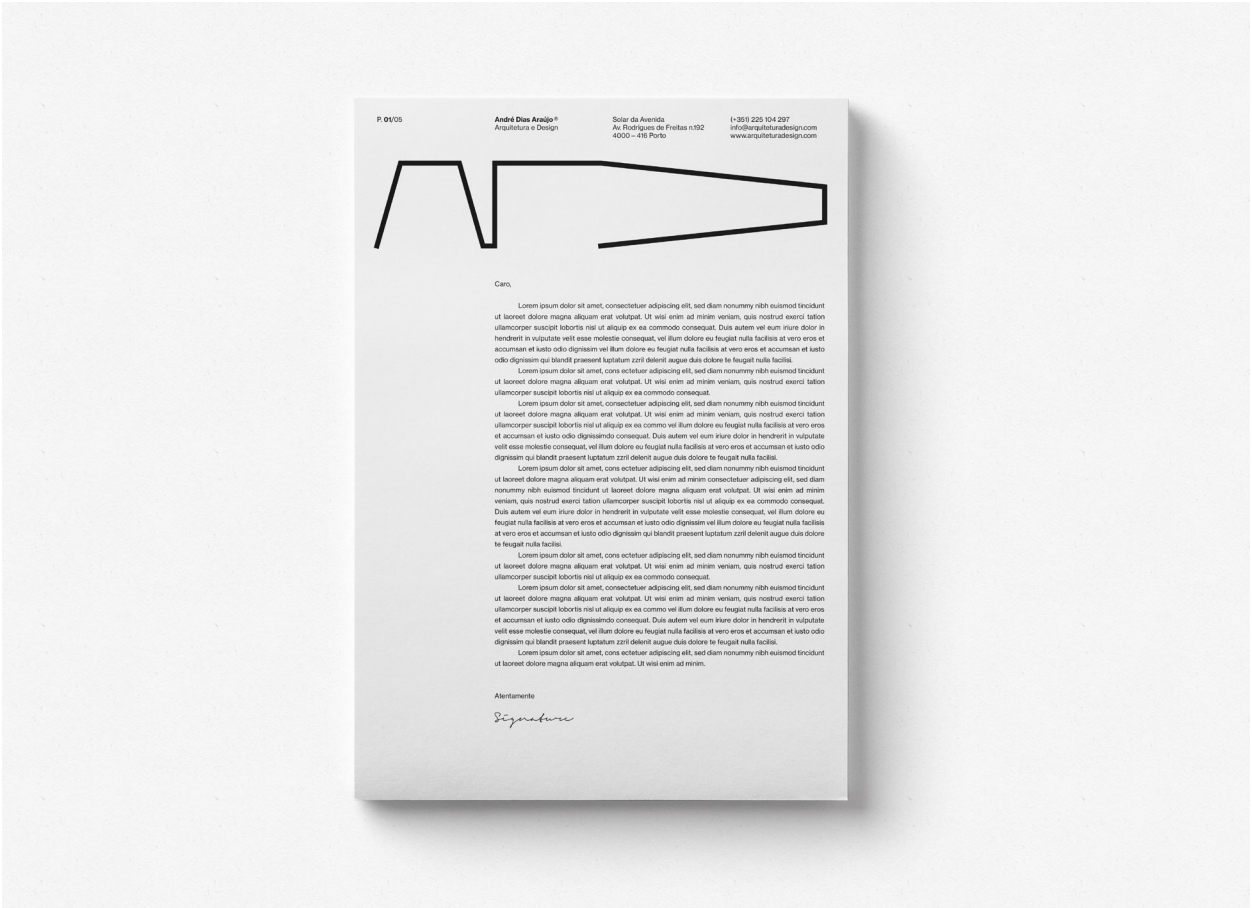 P. 01/05
André Dias Araújo®
Arquitetura e Design
Solar da Avenida
Av. Rodrigues de Freitas n.192
4000 – 416 Porto
(+351) 225 104 297
info@arquiteturadesign.com
www.arquiteturadesign.com
Caro,
Lorem ipsum dolor sit amet, consectetuer adipiscing elit, sed diam nonummy nibh euismod tincidunt
ut laoreet dolore magna aliquam erat volutpat. Ut wisi enim ad minim veniam, quis nostrud exerci tation
ullamcorper suscipit lobortis nisl ut aliquip ex ea commodo consequat. Duis autem vel eum iriure dolor in
hendrerit in vulputate velit esse molestie consequat, vel illum dolore eu feugiat nulla facilisis at vero eros et
accumsan et iusto odio dignissim vel illum dolore eu feugiat nulla facilisis at vero eros et accumsan et iusto
odio dignissim qui blandit praesent luptatum zzril delenit augue duis dolore te feugait nulla facilisi.
Lorem ipsum dolor sit amet, cons ectetuer adipiscing elit, sed diam nonummy nibh euismod tincidunt
ut laoreet dolore magna aliquam erat volutpat. Ut wisi enim ad minim veniam, quis nostrud exerci tation
ullamcorper suscipit lobortis nisl ut aliquip ex ea commodo consequat.
Lorem ipsum dolor sit amet, consectetuer adipiscing elit, sed diam nonummy nibh euismod tincidunt
ut laoreet dolore magna aliquam erat volutpat. Ut wisi enim ad minim veniam, quis nostrud exerci tation
ullamcorper suscipit lobortis nisl ut aliquip ex ea commo vel illum dolore eu feugiat nulla facilisis at vero eros
et accumsan et iusto odio dignissimdo consequat. Duis autem vel eum iriure dolor in hendrerit in vulputate
velit esse molestie consequat, vel illum dolore eu feugiat nulla facilisis at vero eros et accumsan et iusto odio
dignissim qui blandit praesent luptatum zzril delenit augue duis dolore te feugait nulla facilisi.
Lorem ipsum dolor sit amet, cons ectetuer adipiscing elit, sed diam nonummy nibh euismod tincidunt
ut laoreet dolore magna aliquam erat volutpat. Ut wisi enim ad minim consectetuer adipiscing elit, sed diam
nonummy nibh euismod tincidunt ut laoreet dolore magna aliquam erat volutpat. Ut wisi enim ad minim
veniam, quis nostrud exerci tation ullamcorper suscipit lobortis nisl ut aliquip ex ea commodo consequat.
Duis autem vel eum iriure dolor in hendrerit in vulputate velit esse molestie consequat, vel illum dolore eu
feugiat nulla facilisis at vero eros et accumsan et iusto odio dignissim vel illum dolore eu feugiat nulla facilisis
at vero eros et accumsan et iusto odio dignissim qui blandit praesent luptatum zzril delenit augue duis dolore
te feugait nulla facilisi.
Lorem ipsum dolor sit amet, cons ectetuer adipiscing elit, sed diam nonummy nibh euismod tincidunt
ut laoreet dolore magna aliquam erat volutpat. Ut wisi enim ad minim veniam, quis nostrud exerci tation
ullamcorper suscipit lobortis nisl ut aliquip ex ea commodo consequat.
Lorem ipsum dolor sit amet, consectetuer adipiscing elit, sed diam nonummy nibh euismod tincidunt
ut laoreet dolore magna aliquam erat volutpat. Ut wisi enim ad minim veniam, quis nostrud exerci tation
ullamcorper suscipit lobortis nisl ut aliquip ex ea commo vel illum dolore eu feugiat nulla facilisis at vero eros
et accumsan et iusto odio dignissimdo consequat. Duis autem vel eum iriure dolor in hendrerit in vulputate
velit esse molestie consequat, vel illum dolore eu feugiat nulla facilisis at vero eros et accumsan et iusto odio
dignissim qui blandit praesent luptatum zzril delenit augue duis dolore te feugait nulla facilisi.
Lorem ipsum dolor sit amet, cons ectetuer adipiscing elit, sed diam nonummy nibh euismod tincidunt
ut laoreet dolore magna aliquam erat volutpat. Ut wisi enim ad minim.
Atentamente
Signature